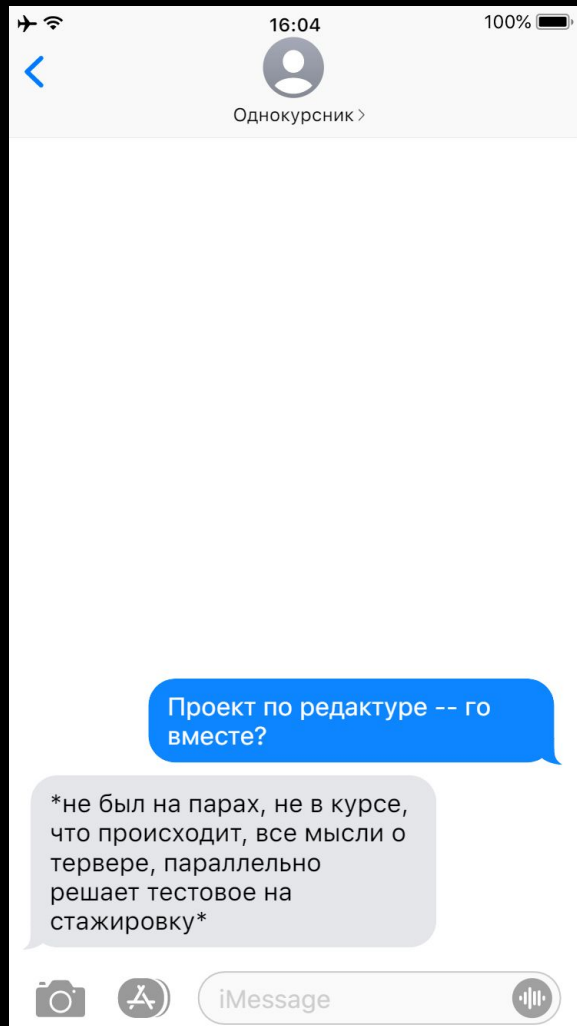 16:04
100%
Однокурсник
Проект по редактуре -- го
вместе?
*не был на парах, не в курсе,
что происходит, все мысли о
тервере, параллельно
решает тестовое на
стажировку*
iMessage